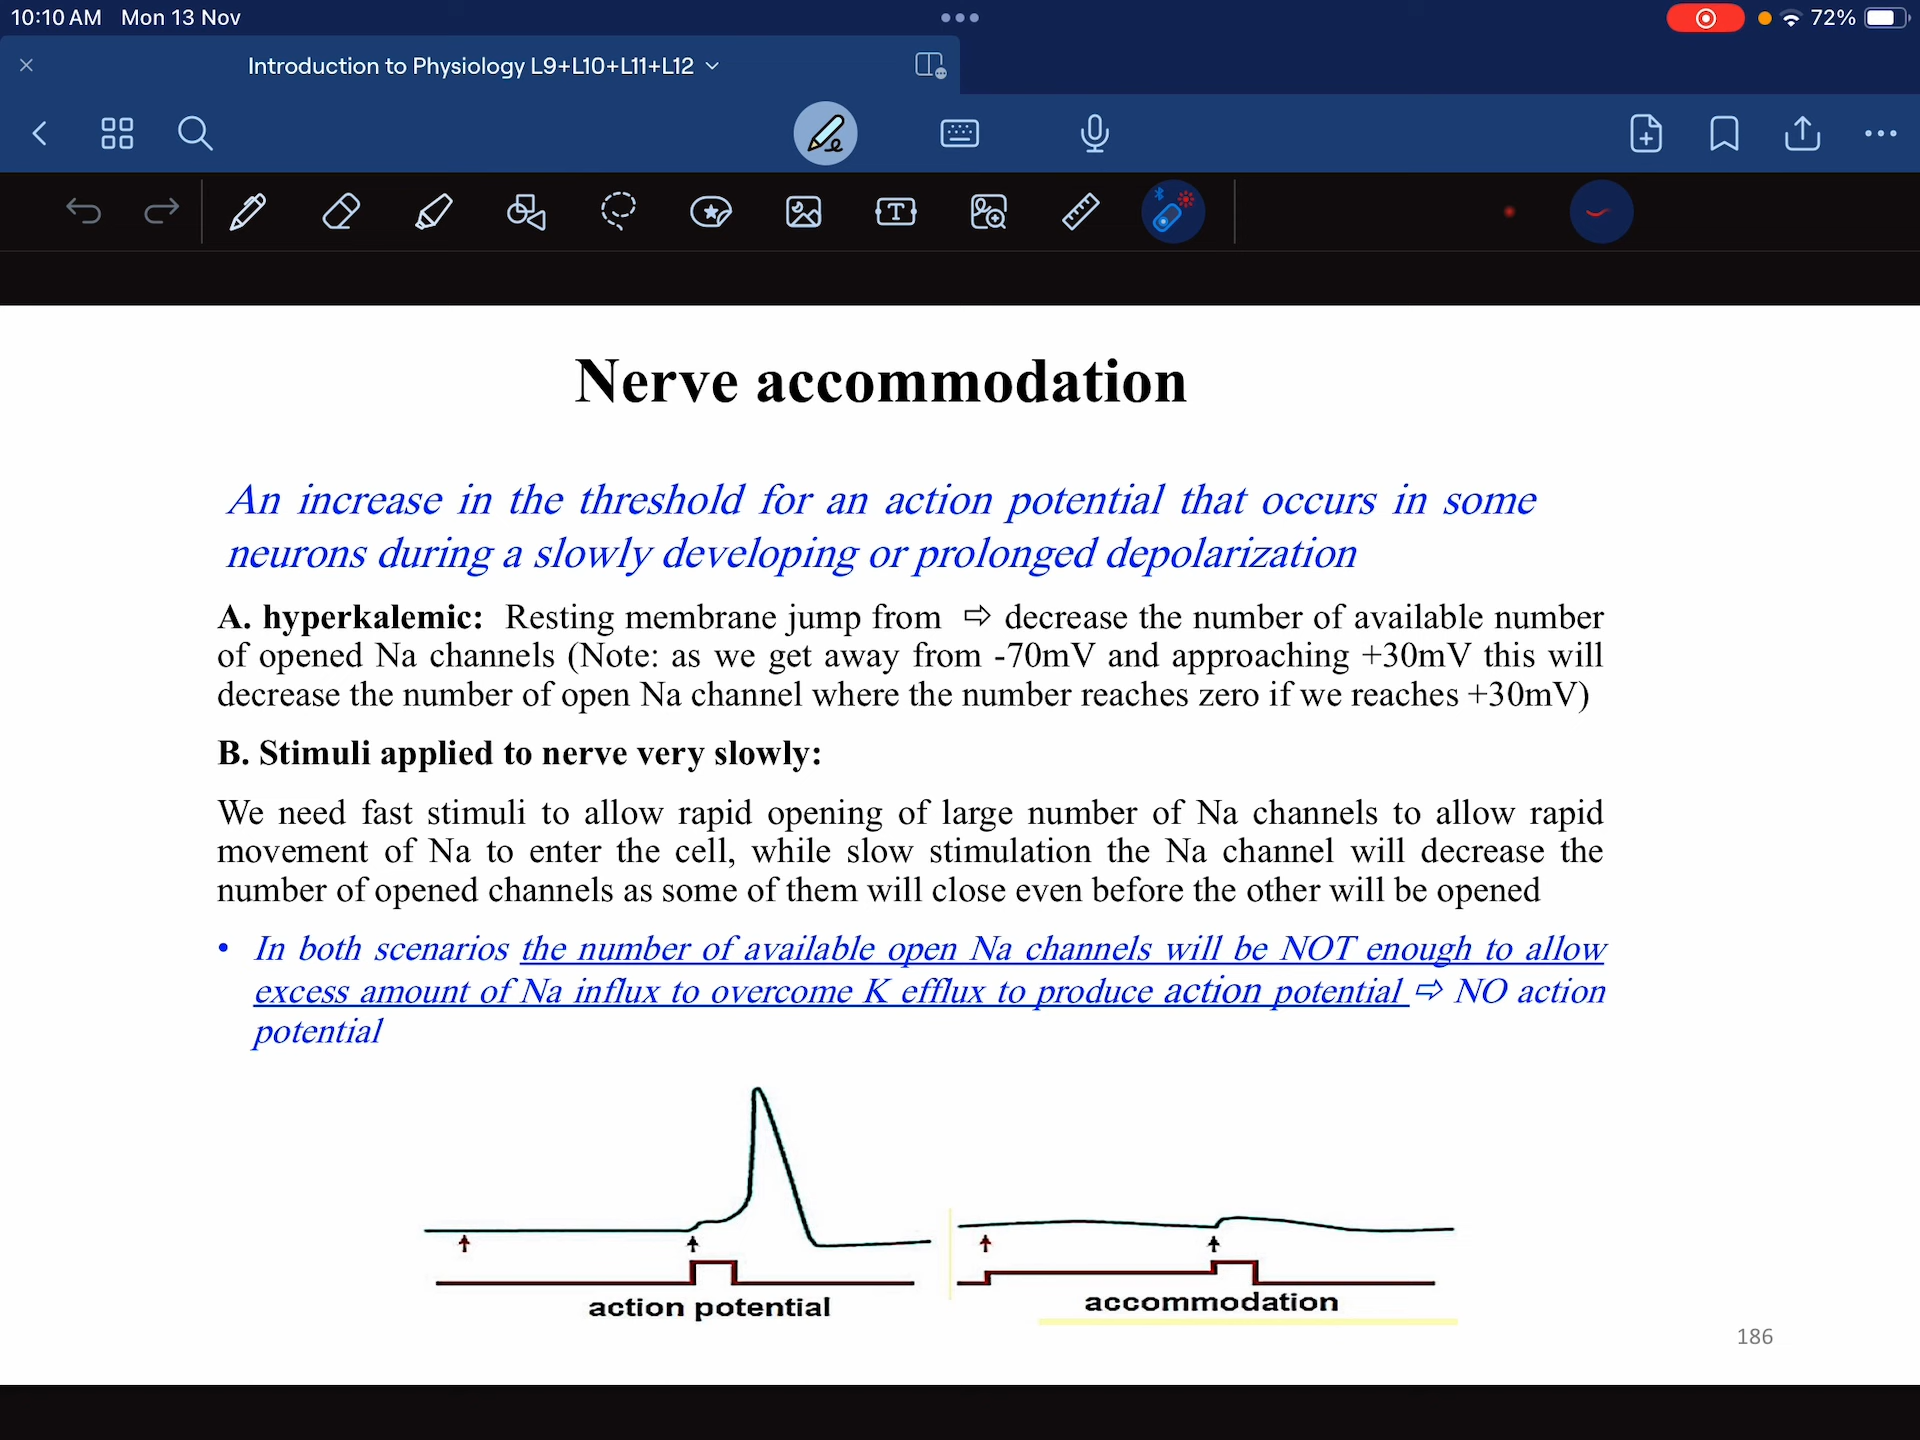 10:10 AM Mon 13 Nov
72%
Introduction to Physiology L9+L10+L11+L12
Nerve accommodation
An increase in the threshold for an action potential that occurs in some
neurons during a slowly developing or prolonged depolarization
A. hyperkalemic: Resting membrane jump from ⇨ decrease the number of available number
of opened Na channels (Note: as we get away from -70mV and approaching +30mV this will
decrease the number of open Na channel where the number reaches zero if we reaches +30mV)
B. Stimuli applied to nerve very slowly:
We need fast stimuli to allow rapid opening of large number of Na channels to allow rapid
movement of Na to enter the cell, while slow stimulation the Na channel will decrease the
number of opened channels as some of them will close even before the other will be opened
• In both scenarios the number of available open Na channels will be NOT enough to allow
excess amount of Na influx to overcome K efflux to produce action potential ⇨ NO action
potential
action potential
accommodation
186